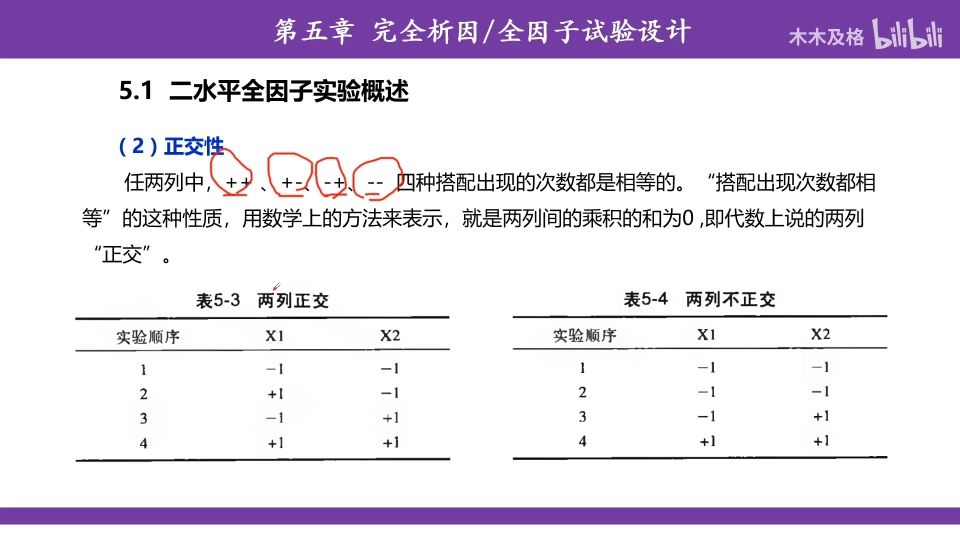 第五章 完全析因/全因子试验设计
木木及格 bilibili
5.1 二水平全因子实验概述
（2）正交性
任两列中，++、+-、-+、-- 四种搭配出现的次数都是相等的。“搭配出现次数都相
等”的这种性质，用数学上的方法来表示，就是两列间的乘积的和为0 ,即代数上说的两列
“正交”。
表5-3 两列正交
实验顺序 X1 X2
1 −1 −1
2 +1 −1
3 −1 +1
4 +1 +1
表5-4 两列不正交
实验顺序 X1 X2
1 −1 −1
2 −1 −1
3 −1 +1
4 +1 +1